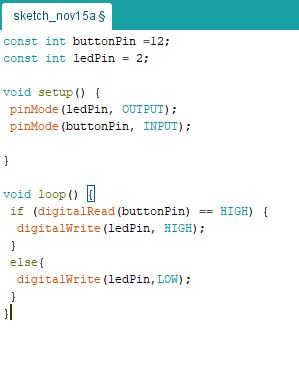 sketch_nov15a §
const int buttonPin =12;
const int ledPin = 2;
void setup() {
pinMode(ledPin, OUTPUT);
pinMode(buttonPin, INPUT);
}
void loop() {
if (digitalRead(buttonPin) == HIGH) {
digitalWrite(ledPin, HIGH);
}
else{
digitalWrite(ledPin,LOW);
}
}